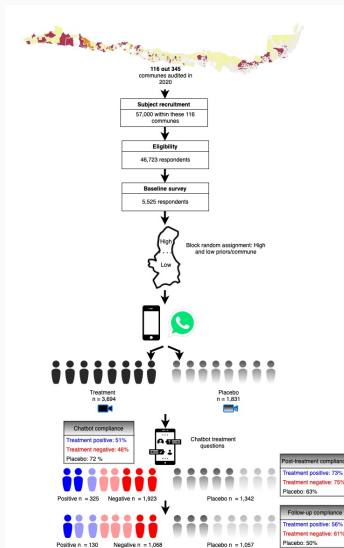 116 out 345
communes audited in
2020
Subject recruitment
57,000 within these 116
communes
Eligibility
46,723 respondents
Baseline survey
5,525 respondents
High
Low
Block random assignment: High
and low priors/commune
Treatment
n = 3,694
Placebo
n = 1,831
Chatbot compliance
Treatment positive: 51%
Treatment negative: 46%
Placebo: 72 %
Chatbot treatment
questions
Post-treatment compliance
Treatment positive: 73%
Treatment negative: 75%
Placebo: 63%
Positive n = 325
Negative n = 1,923
Placebo n = 1,342
Follow-up compliance
Treatment positive: 56%
Treatment negative: 61%
Placebo: 50%
Positive n = 130
Negative n = 1,068
Placebo n = 1,057